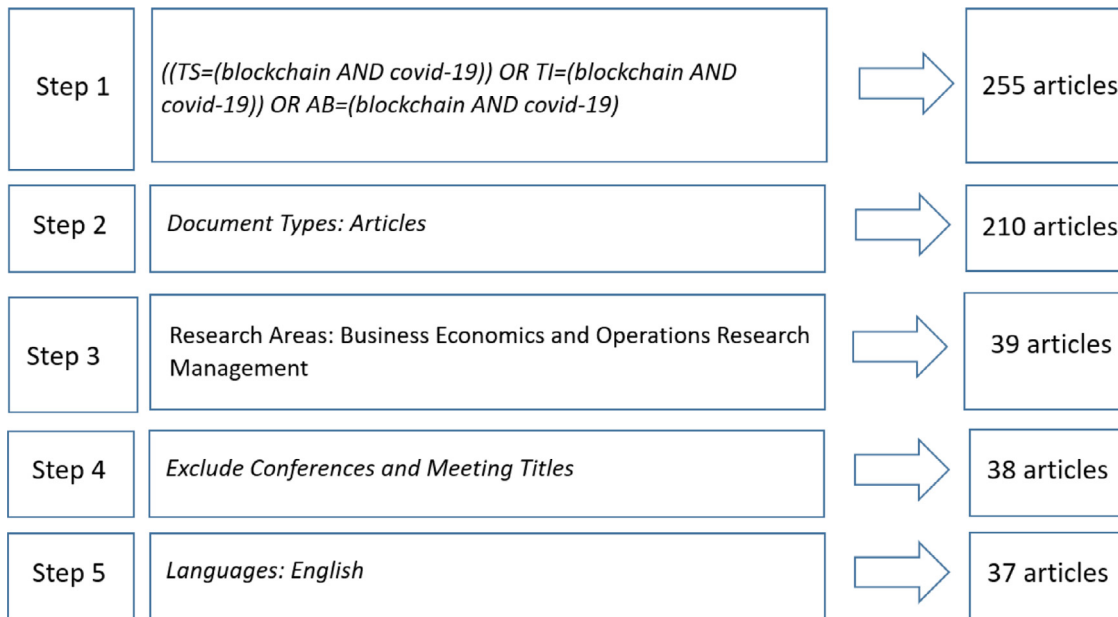 Step 1
((TS=(blockchain AND covid-19)) OR TI=(blockchain AND
covid-19)) OR AB=(blockchain AND covid-19)
255 articles
Step 2
Document Types: Articles
210 articles
Step 3
Research Areas: Business Economics and Operations Research
Management
39 articles
Step 4
Exclude Conferences and Meeting Titles
38 articles
Step 5
Languages: English
37 articles